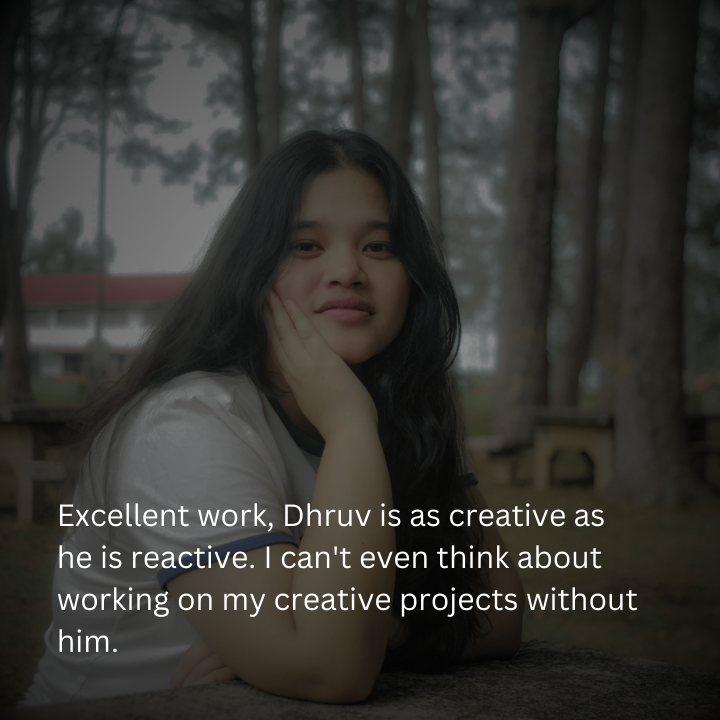 Excellent work, Dhruv is as creative as
he is reactive. I can't even think about
working on my creative projects without
him.